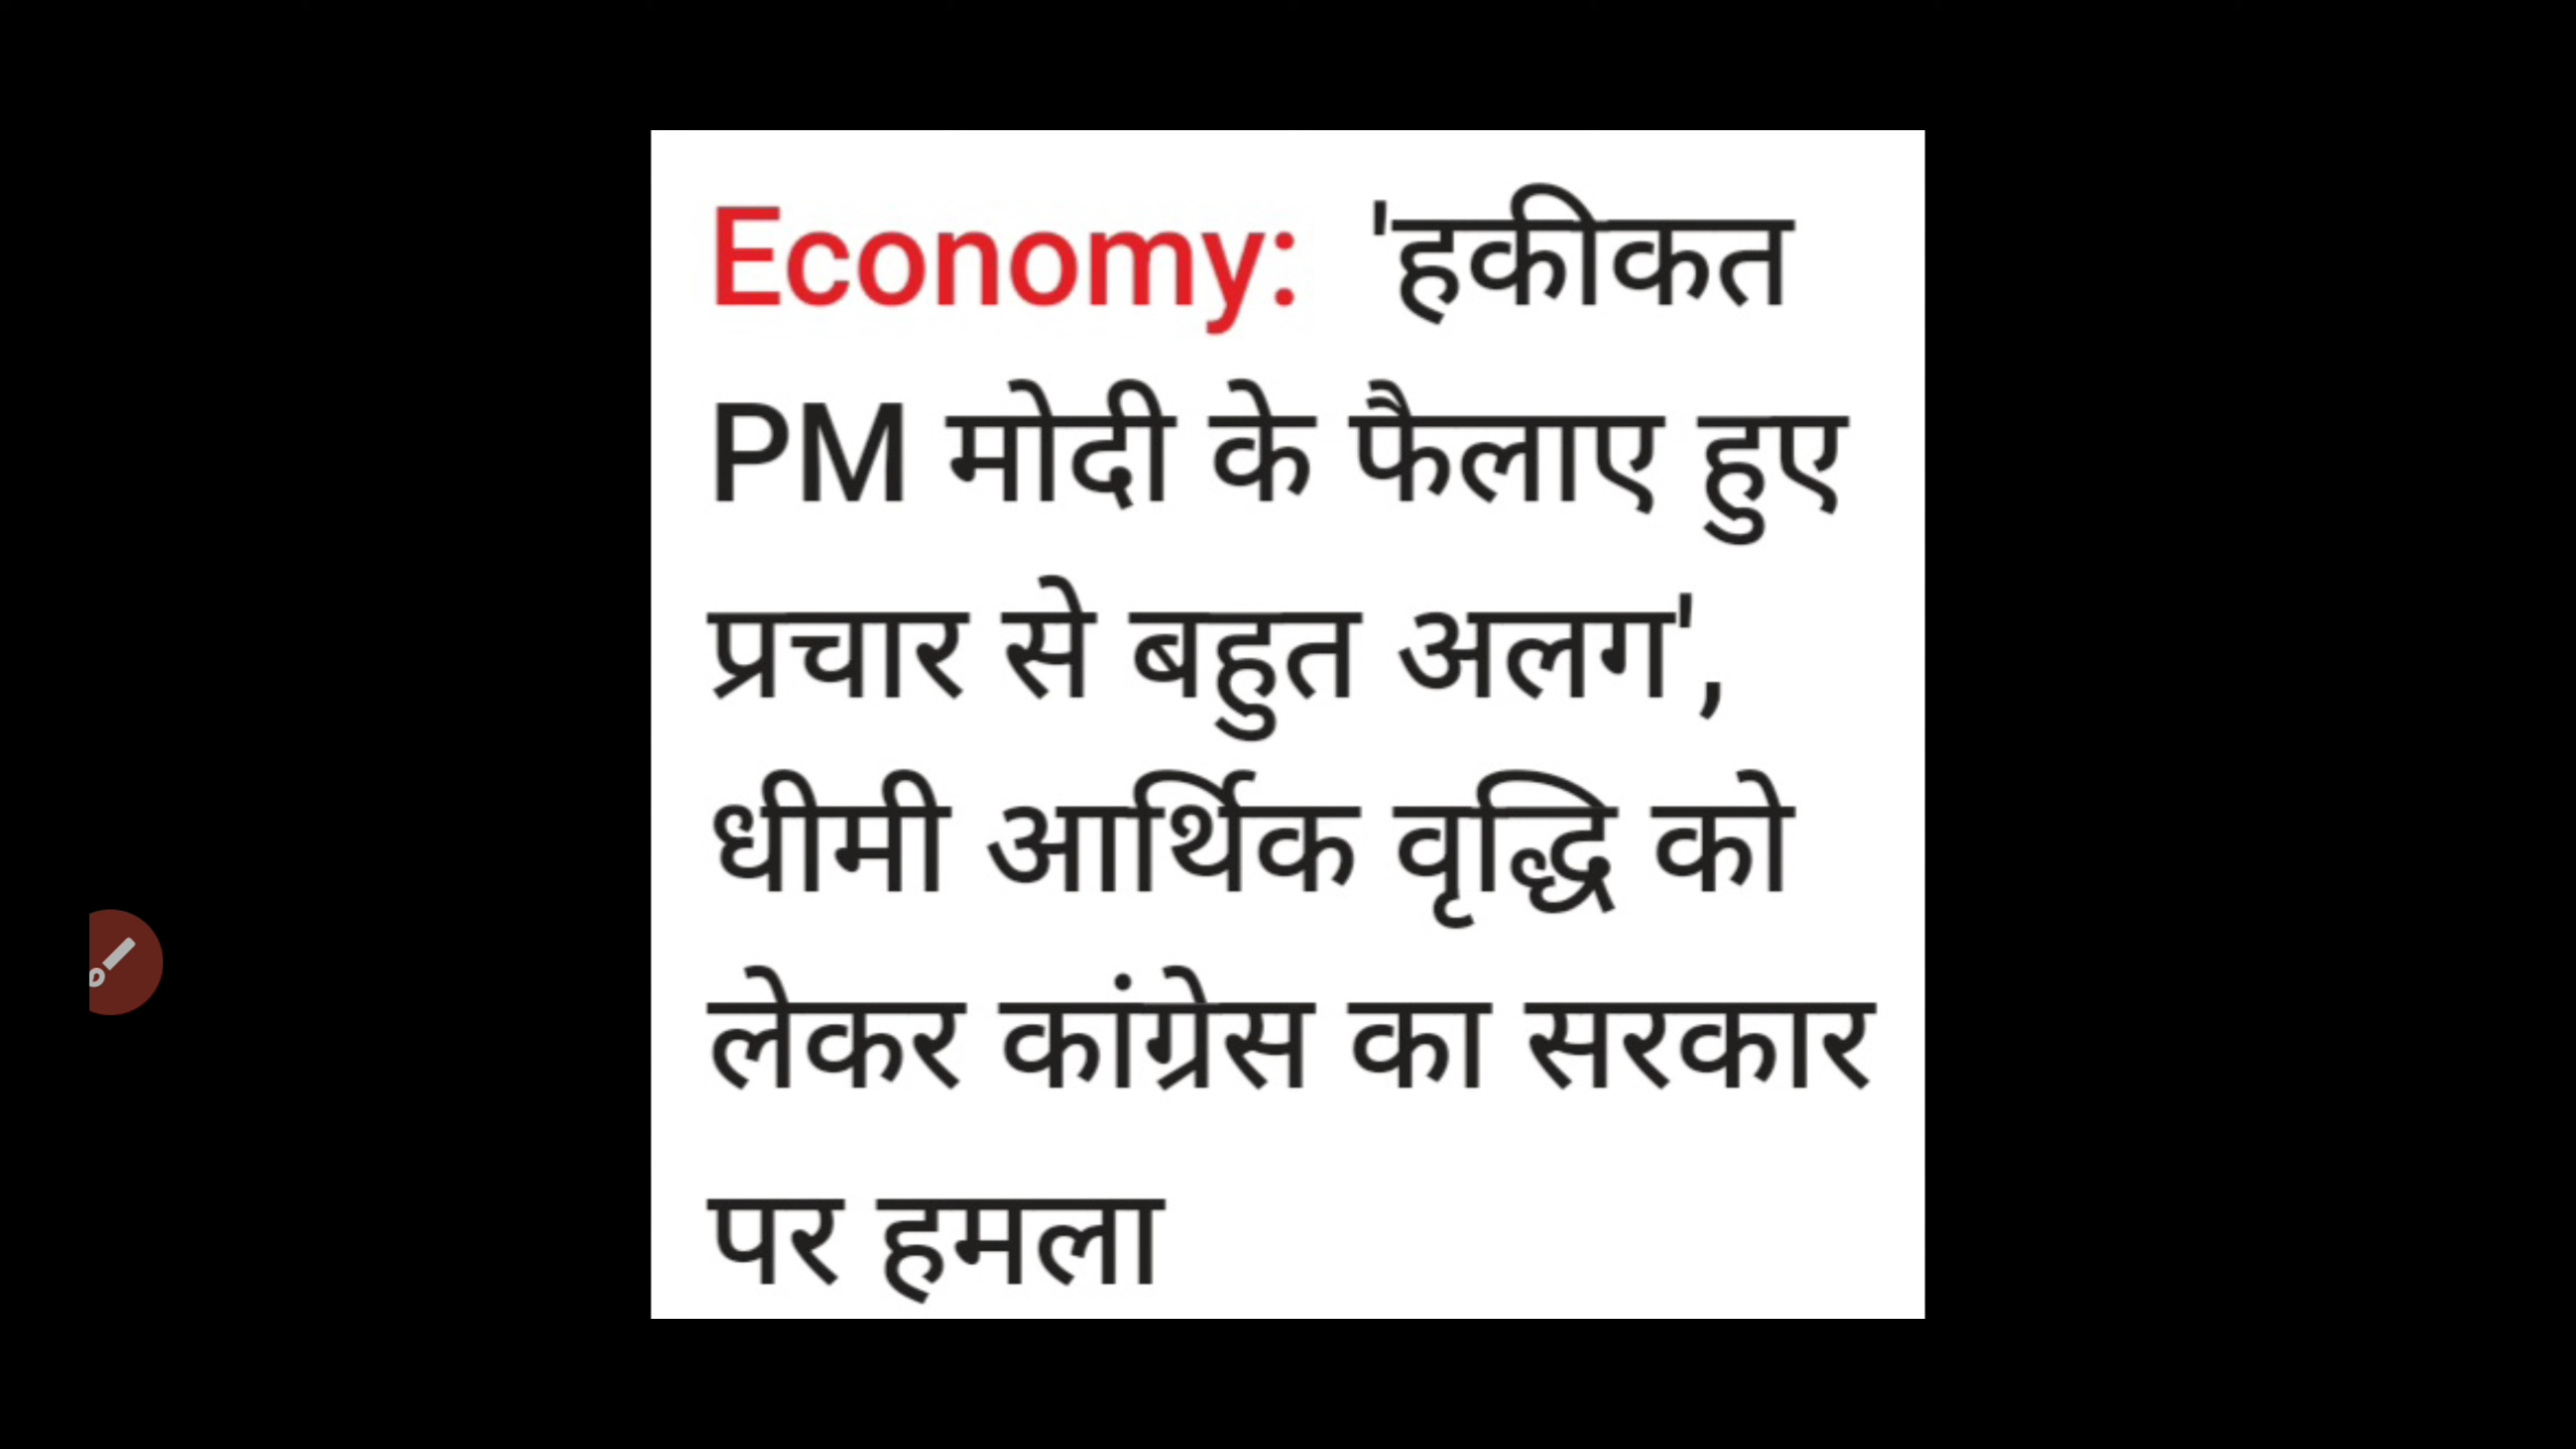 Economy: 'हकीकत
PM मोदी के फैलाए हुए
प्रचार से बहुत अलग',
धीमी आर्थिक वृद्धि को
लेकर कांग्रेस का सरकार
पर हमला